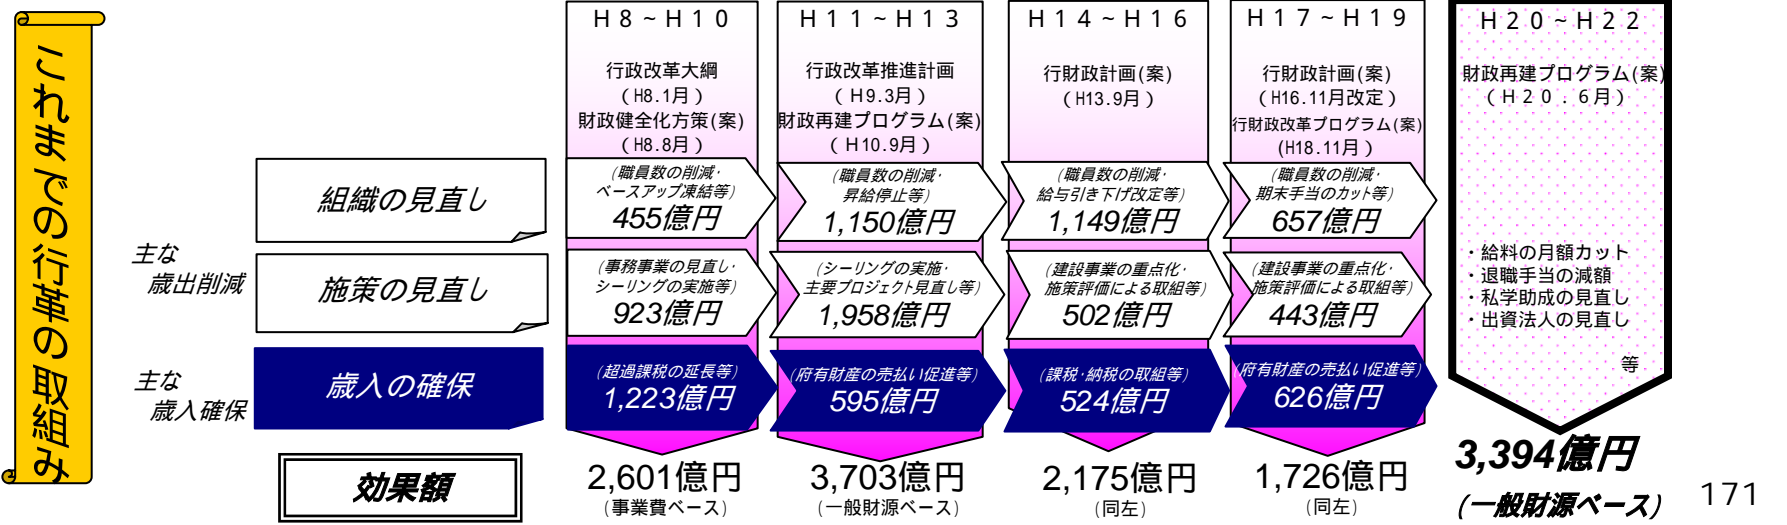 これまでの行革の取組み
H8~H10
行政改革大綱
(H8.1月)
財政健全化方策(案)
(H8.8月)
H11~H13
行政改革推進計画
(H9.3月)
財政再建プログラム(案)
(H10.9月)
H14~H16
行財政計画(案)
(H13.9月)
H17~H19
行財政計画(案)
(H16.11月改定)
行財政改革プログラム(案)
(H18.11月)
H20~H22
財政再建プログラム(案)
(H20.6月)
主な
歳出削減
組織の見直し
(職員数の削減・
ベースアップ凍結等)
455億円
(職員数の削減・
昇給停止等)
1,150億円
(職員数の削減・
給与引き下げ改定等)
1,149億円
(職員数の削減・
期末手当のカット等)
657億円
施策の見直し
(事務事業の見直し・
シーリングの実施等)
923億円
(シーリングの実施・
主要プロジェクト見直し等)
1,958億円
(建設事業の重点化・
施策評価による取組等)
502億円
(建設事業の重点化・
施策評価による取組等)
443億円
・給料の月額カット
・退職手当の減額
・私学助成の見直し
・出資法人の見直し
等
主な
歳入確保
歳入の確保
(超過課税の延長等)
1,223億円
(府有財産の売払い促進等)
595億円
(課税・納税の取組等)
524億円
(府有財産の売払い促進等)
626億円
効果額
2,601億円
(事業費ベース)
3,703億円
(一般財源ベース)
2,175億円
(同左)
1,726億円
(同左)
3,394億円
(一般財源ベース)
171